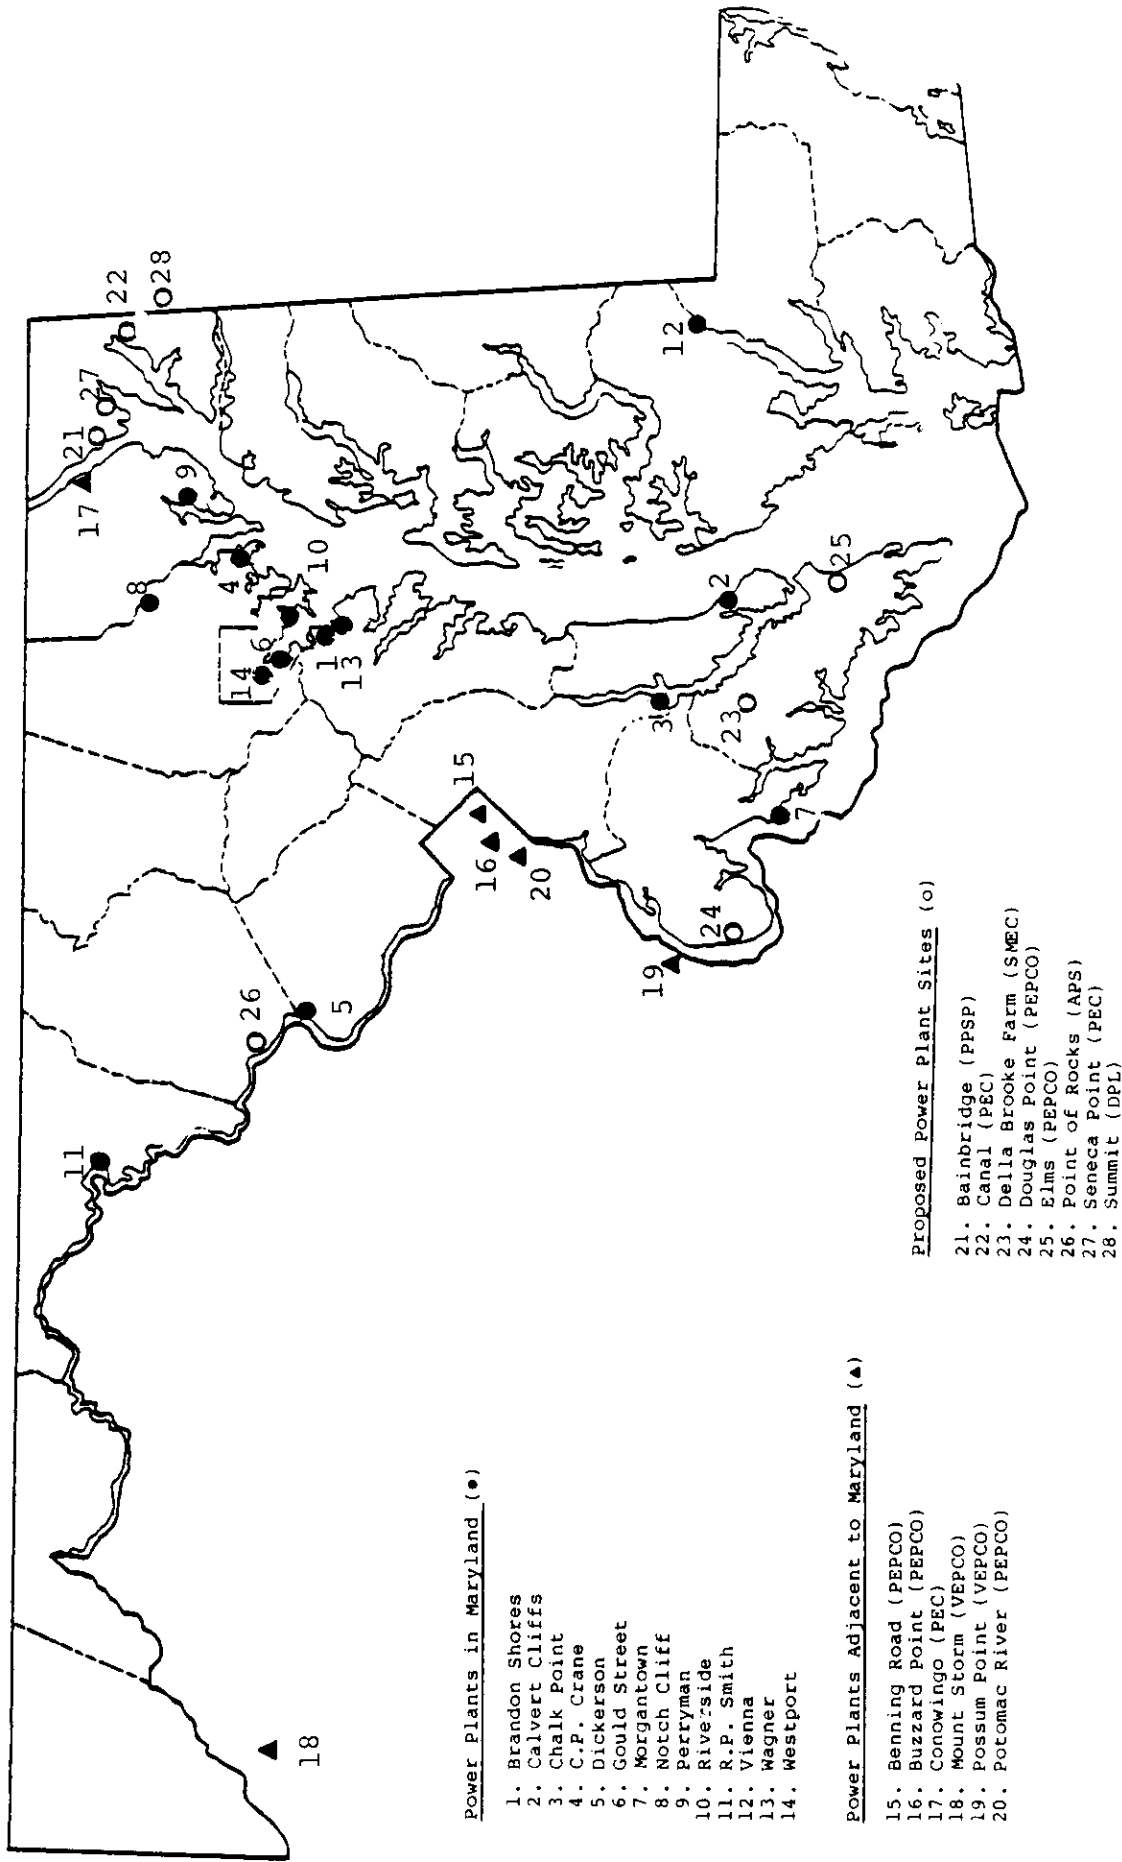 11
26
5
8
17
21
27
22
28
9
4
10
6
14
1
13
15
16
20
3
2
25
23
7
24
19
12
18
Power Plants in Maryland (●)
1. Brandon Shores
2. Calvert Cliffs
3. Chalk Point
4. C.P. Crane
5. Dickerson
6. Gould Street
7. Morgantown
8. Notch Cliff
9. Perryman
10. Riverside
11. R.P. Smith
12. Vienna
13. Wagner
14. Westport
Power Plants Adjacent to Maryland (▲)
15. Benning Road (PEPCO)
16. Buzzard Point (PEPCO)
17. Conowingo (PEC)
18. Mount Storm (VEPCO)
19. Possum Point (VEPCO)
20. Potomac River (PEPCO)
Proposed Power Plant Sites (o)
21. Bainbridge (PPSP)
22. Canal (PEC)
23. Della Brooke Farm (SMEC)
24. Douglas Point (PEPCO)
25. Elms (PEPCO)
26. Point of Rocks (APS)
27. Seneca Point (PEC)
28. Summit (DPL)